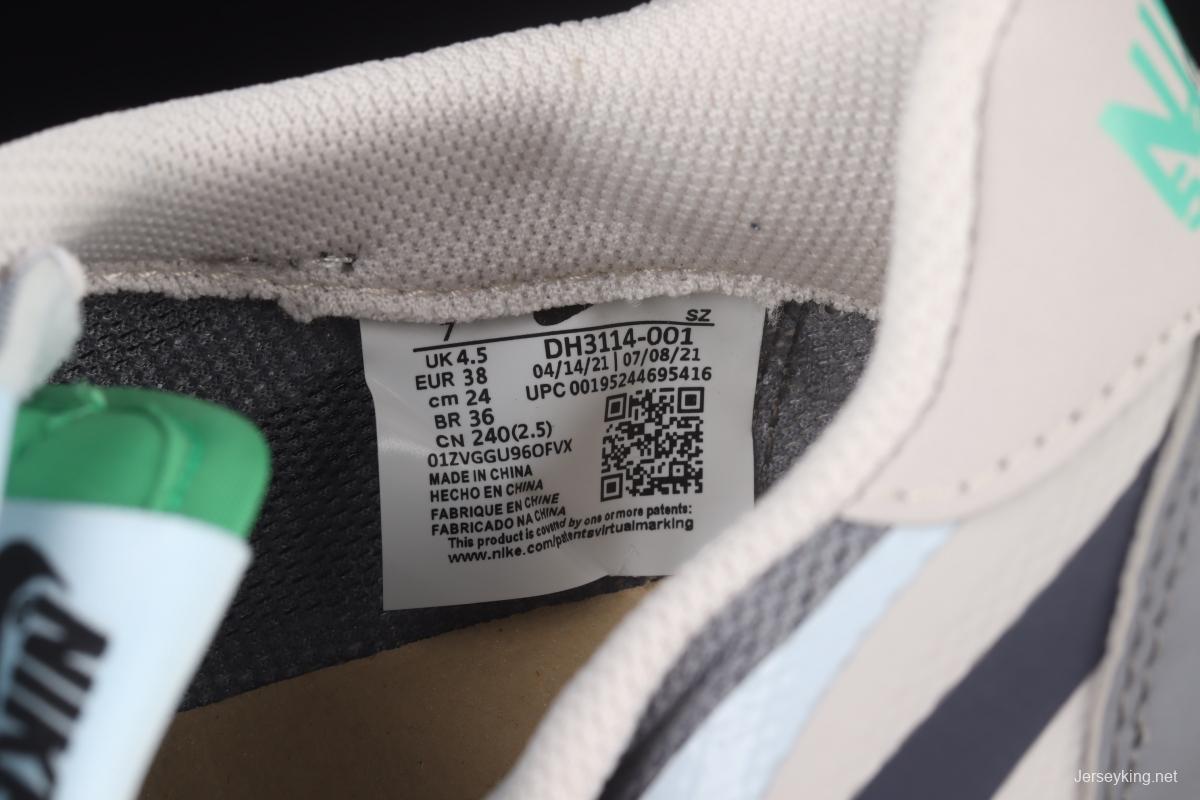 7 SZ
UK 4.5
EUR 38
cm 24
BR 36
CN 240(2.5)
01ZVGGU96OFVX
DH3114-001
04/14/21 | 07/08/21
UPC 00195244695416
MADE IN CHINA
HECHO EN CHINA
FABRIQUE EN CHINE
FABRICADO NA CHINA
This product is covered by one or more patents:
www.nike.com/patentsvirtualmarking
NIKE
Jerseyking.net